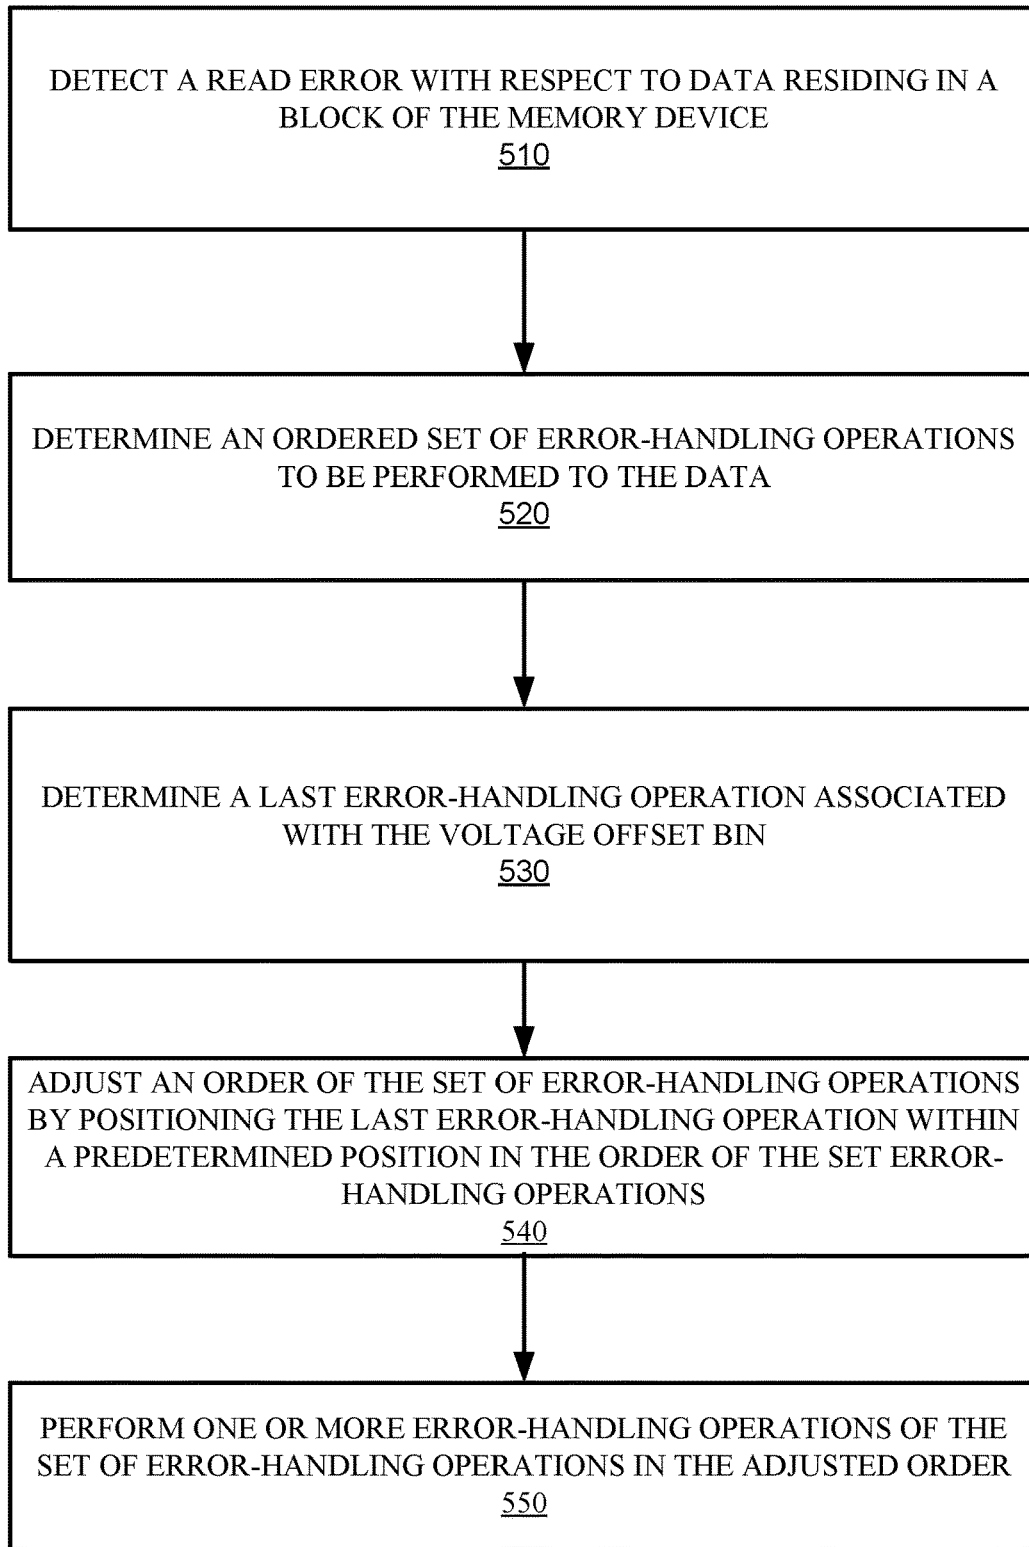 DETECT A READ ERROR WITH RESPECT TO DATA RESIDING IN A
BLOCK OF THE MEMORY DEVICE
510
DETERMINE AN ORDERED SET OF ERROR-HANDLING OPERATIONS
TO BE PERFORMED TO THE DATA
520
DETERMINE A LAST ERROR-HANDLING OPERATION ASSOCIATED
WITH THE VOLTAGE OFFSET BIN
530
ADJUST AN ORDER OF THE SET OF ERROR-HANDLING OPERATIONS
BY POSITIONING THE LAST ERROR-HANDLING OPERATION WITHIN
A PREDETERMINED POSITION IN THE ORDER OF THE SET ERROR-
HANDLING OPERATIONS
540
PERFORM ONE OR MORE ERROR-HANDLING OPERATIONS OF THE
SET OF ERROR-HANDLING OPERATIONS IN THE ADJUSTED ORDER
550